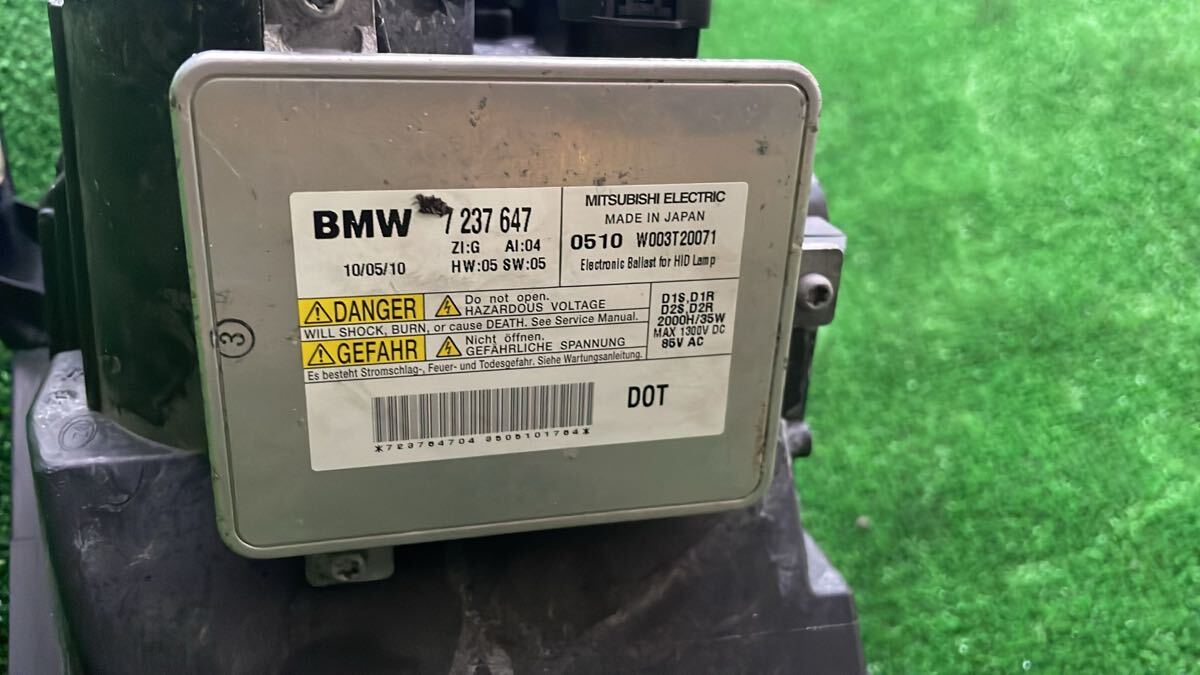 BMW 7 237 647
ZI:G AI:04
10/05/10 HW:05 SW:05
MITSUBISHI ELECTRIC
MADE IN JAPAN
0510 W003T20071
Electronic Ballast for HID Lamp
DANGER
Do not open.
HAZARDOUS VOLTAGE
WILL SHOCK, BURN, or cause DEATH. See Service Manual.
GEFAHR
Nicht öffnen.
GEFÄHRLICHE SPANNUNG
Es besteht Stromschlag-, Feuer- und Todesgefahr. Siehe Wartungsanleitung.
D1S,D1R
D2S,D2R
2000H/35W
MAX 1300V DC
85V AC
DOT
3